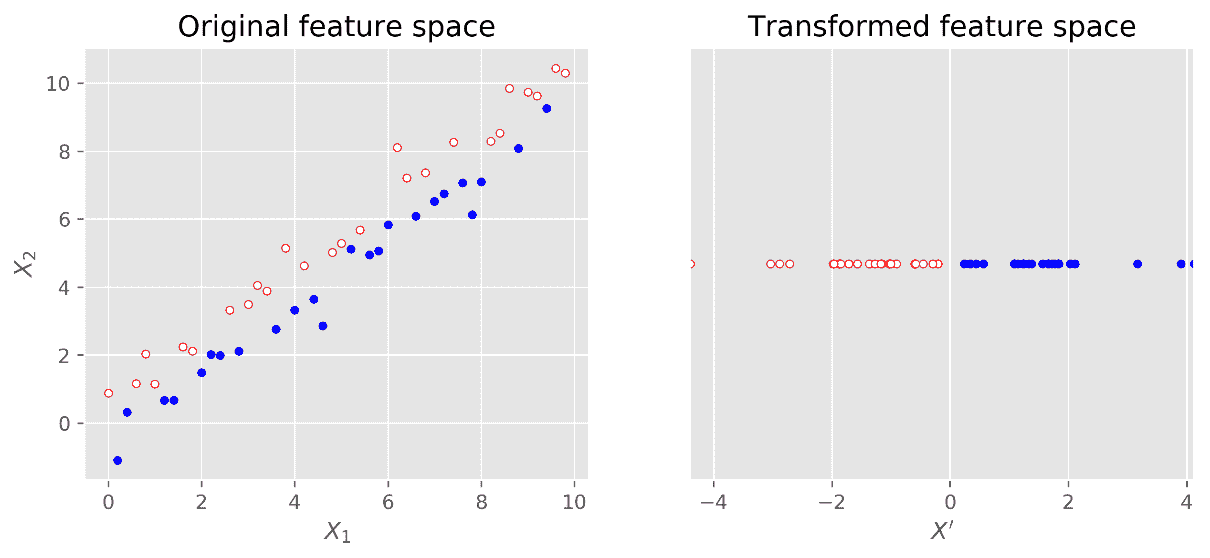 Original feature space
10
8
6
4
2
0
X₂
0 2 4 6 8 10
X₁
Transformed feature space
−4 −2 0 2 4
X′